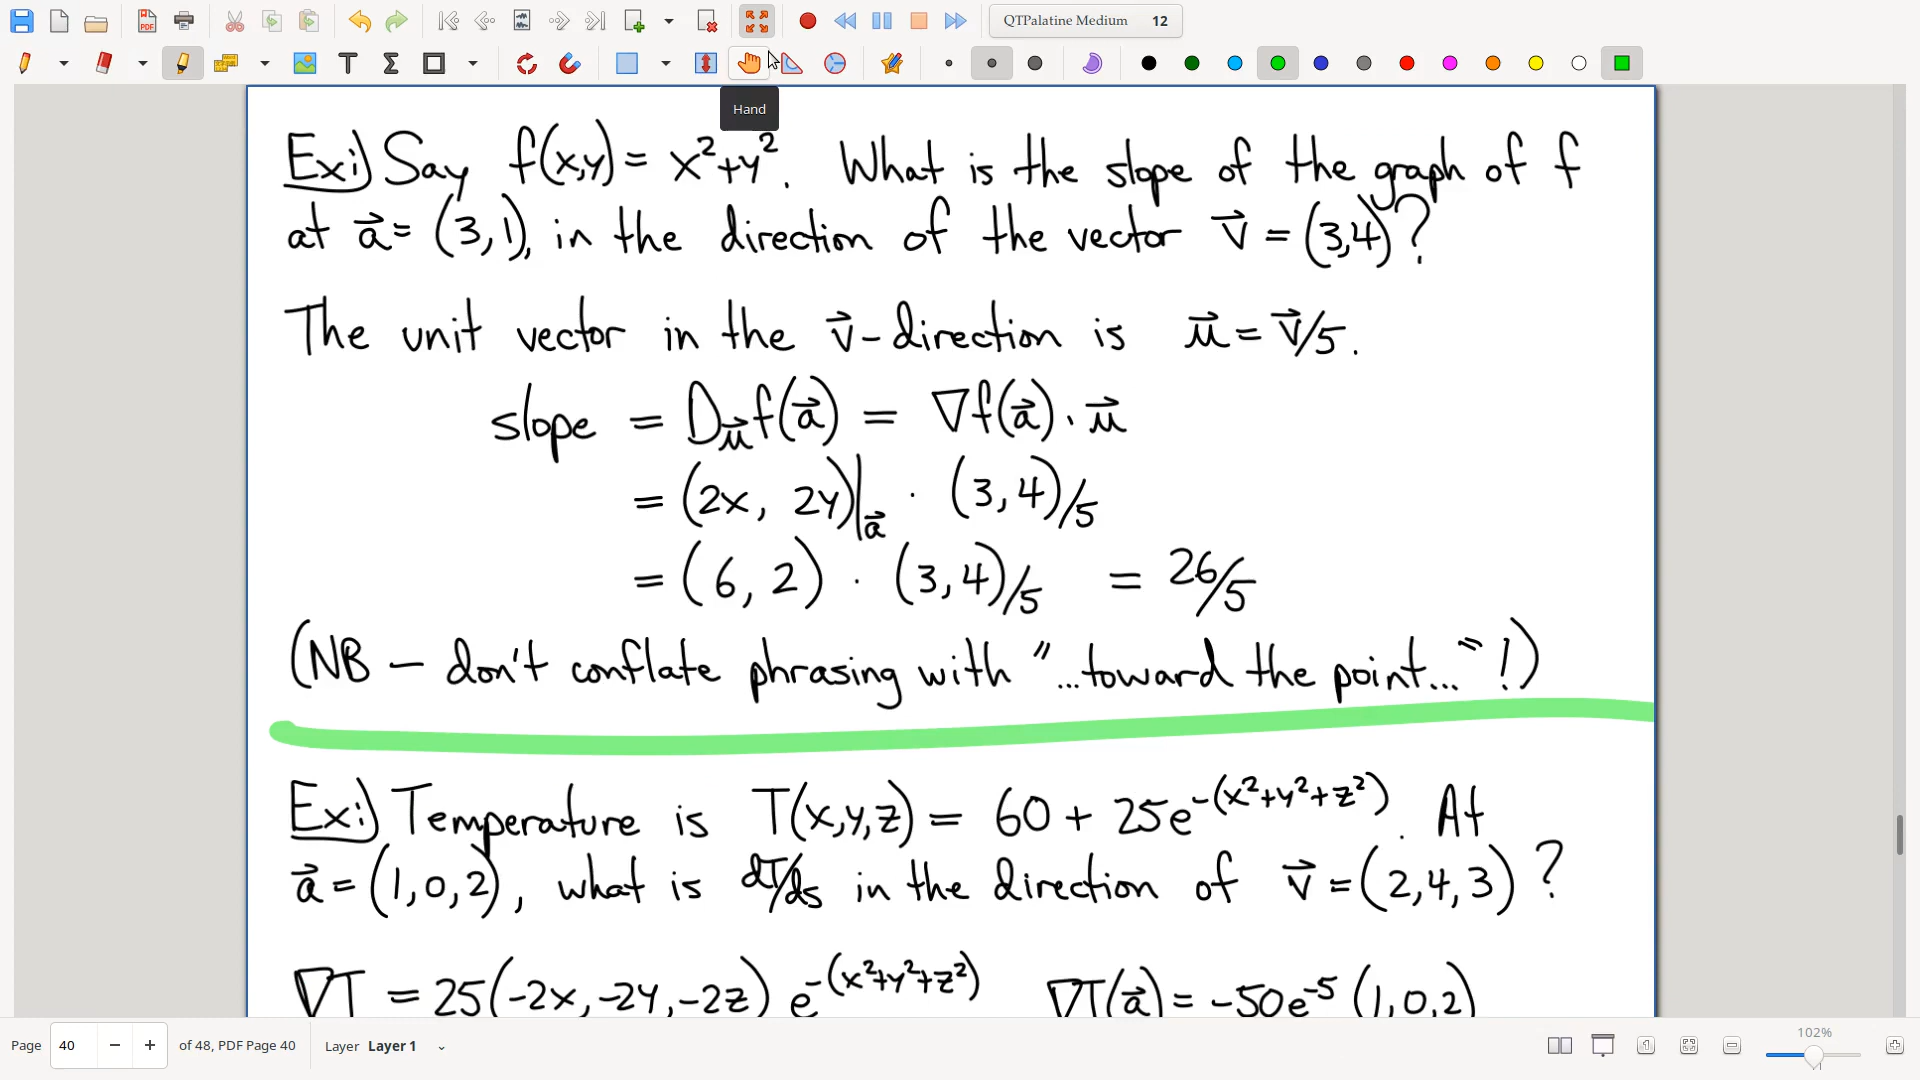 QTPalatine Medium 12
Hand
Ex:) Say f(x,y) = x²+y². What is the slope of the graph of f
at a⃗ = (3,1), in the direction of the vector v⃗ = (3,4)?
The unit vector in the v⃗-direction is u⃗ = v⃗/5.
slope = D_u⃗ f(a⃗) = ∇f(a⃗)·u⃗
= (2x, 2y)|_a⃗ · (3,4)/5
= (6, 2) · (3,4)/5 = 26/5
(NB – don't conflate phrasing with "...toward the point..."!)
Ex:) Temperature is T(x,y,z) = 60 + 25e^-(x²+y²+z²). At
a⃗ = (1,0,2), what is dT/ds in the direction of v⃗ = (2,4,3)?
∇T = 25(-2x,-2y,-2z) e^-(x²+y²+z²) ∇T(a⃗) = -50e^-5 (1,0,2)
Page 40 − + of 48, PDF Page 40 Layer Layer 1 102%